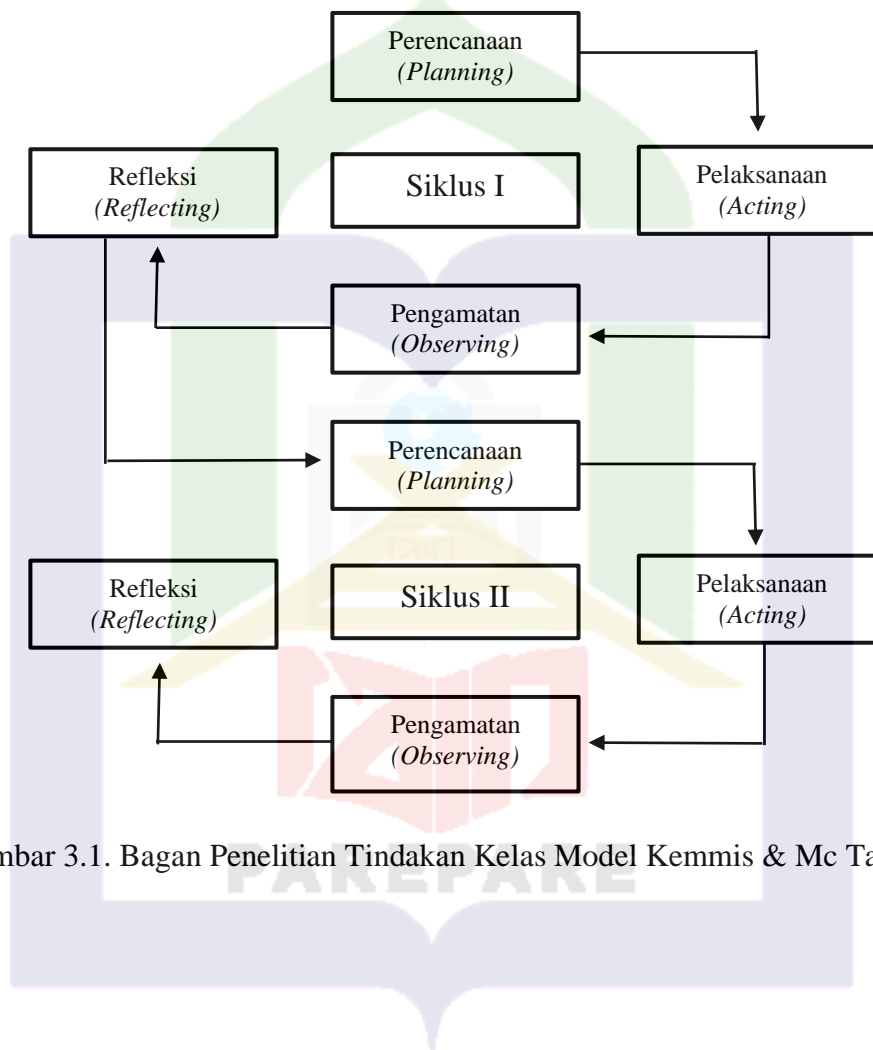 Perencanaan
(Planning)
Refleksi
(Reflecting)
Siklus I
Pelaksanaan
(Acting)
Pengamatan
(Observing)
Perencanaan
(Planning)
Refleksi
(Reflecting)
Siklus II
Pelaksanaan
(Acting)
Pengamatan
(Observing)
mbar 3.1. Bagan Penelitian Tindakan Kelas Model Kemmis & Mc Ta
PAREPARE